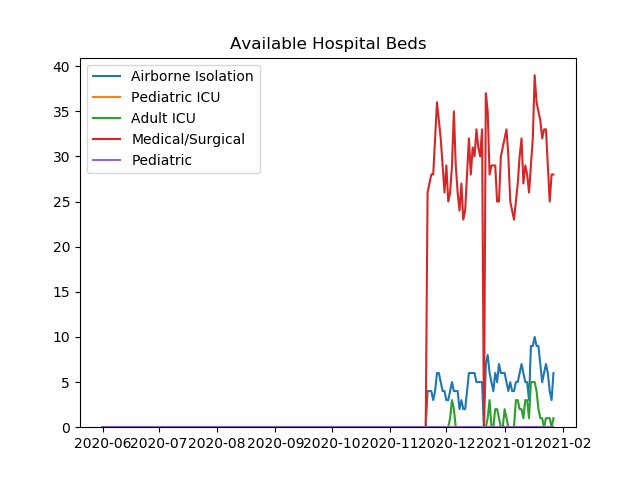 Available Hospital Beds
40
35
30
25
20
15
10
5
0
Airborne Isolation
Pediatric ICU
Adult ICU
Medical/Surgical
Pediatric
2020-06 2020-07 2020-08 2020-09 2020-10 2020-11 2020-12 2021-01 2021-02